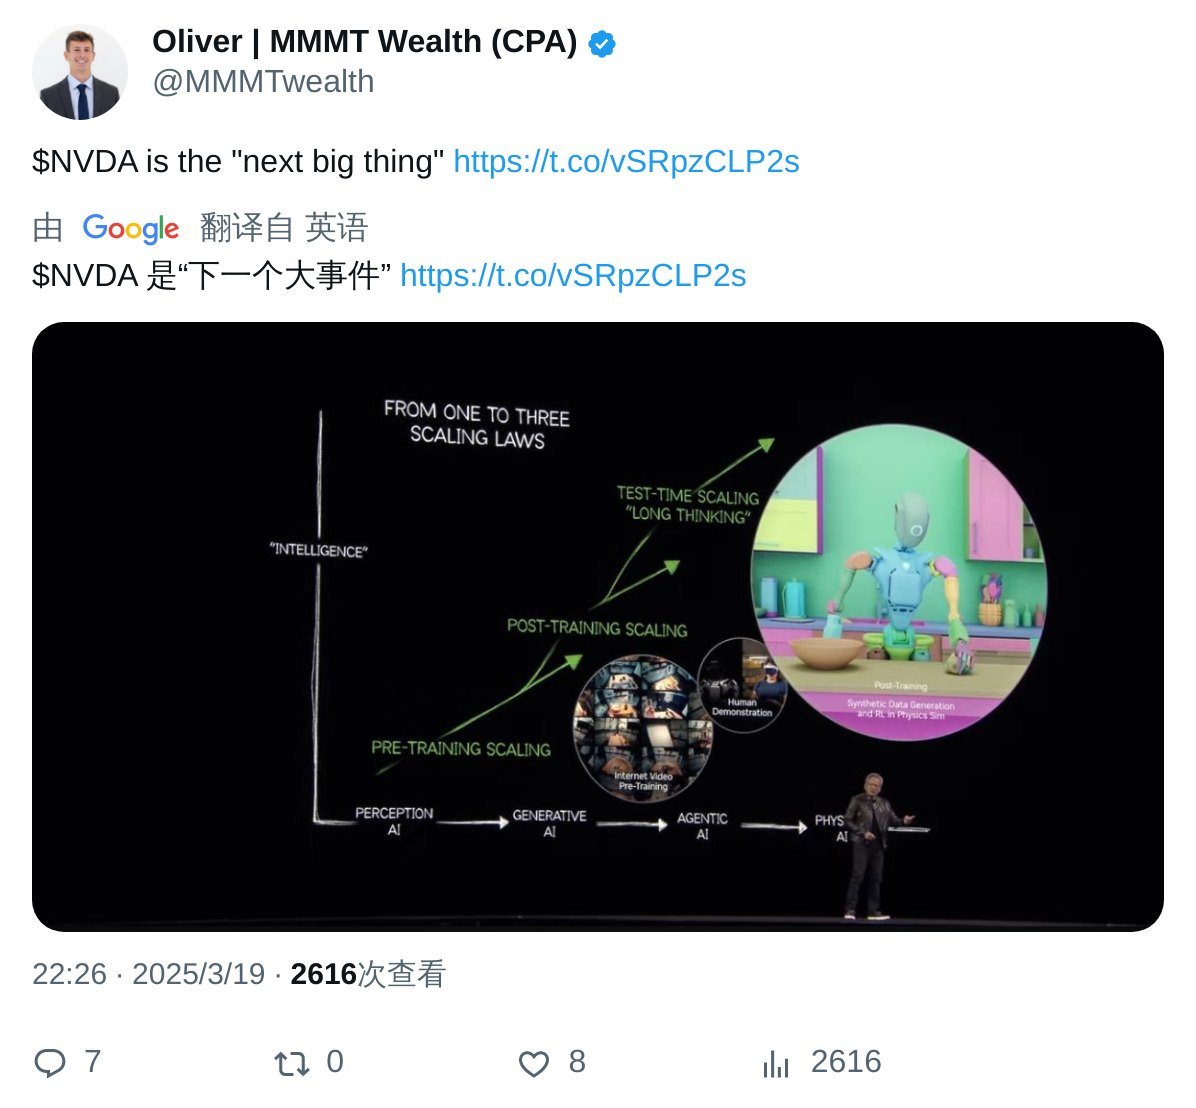 Oliver | MMMT Wealth (CPA)
@MMMTwealth
$NVDA is the "next big thing" https://t.co/vSRpzCLP2s
由 Google 翻译自 英语
$NVDA 是“下一个大事件” https://t.co/vSRpzCLP2s
FROM ONE TO THREE
SCALING LAWS
"INTELLIGENCE"
TEST-TIME SCALING
"LONG THINKING"
POST-TRAINING SCALING
PRE-TRAINING SCALING
Internet Video
Pre-Training
Human
Demonstration
Post-Training
Synthetic Data Generation
and RL in Physics Sim
PERCEPTION
AI
GENERATIVE
AI
AGENTIC
AI
PHYS
AI
22:26 · 2025/3/19 · 2616次查看
7 0 8 2616